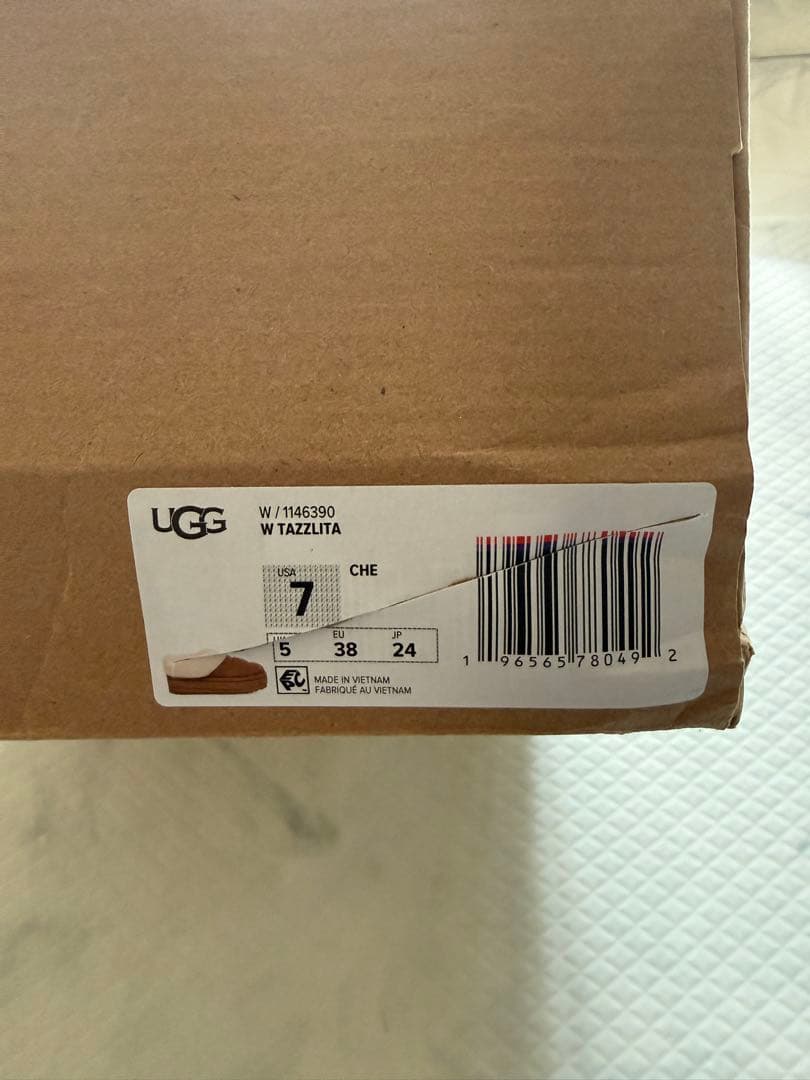 UGG
W / 1146390
W TAZZLITA
USA
7
CHE
EU
JP
5
38
24
MADE IN VIETNAM
FABRIQUÉ AU VIETNAM
1 96565 78049 2